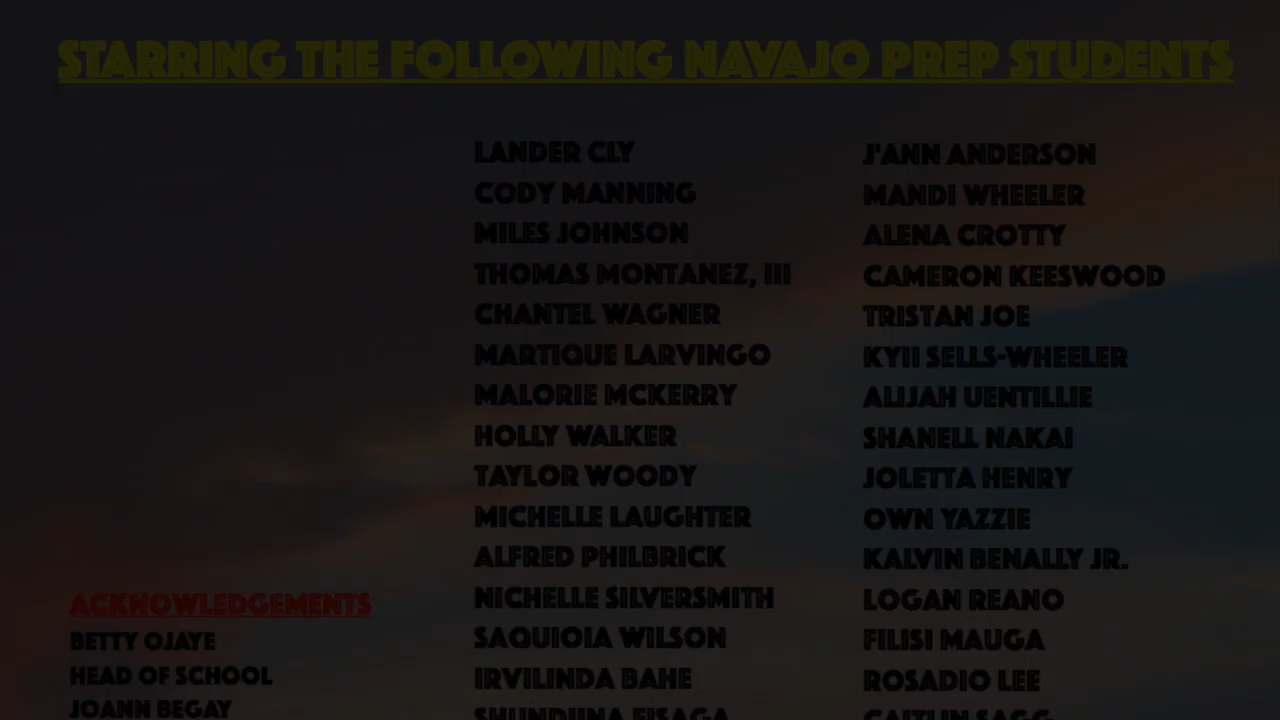 STARRING THE FOLLOWING NAVAJO PREP STUDENTS
LANDER CLY
CODY MANNING
MILES JOHNSON
THOMAS MONTANEZ, III
CHANTEL WAGNER
MARTIQUE LARVINGO
MALORIE MCKERRY
HOLLY WALKER
TAYLOR WOODY
MICHELLE LAUGHTER
ALFRED PHILBRICK
NICHELLE SILVERSMITH
SAQUIOIA WILSON
IRVILINDA BAHE
J'ANN ANDERSON
MANDI WHEELER
ALENA CROTTY
CAMERON KEESWOOD
TRISTAN JOE
KYII SELLS-WHEELER
ALIJAH UENTILLIE
SHANELL NAKAI
JOLETTA HENRY
OWN YAZZIE
KALVIN BENALLY JR.
LOGAN REANO
FILISI MAUGA
ROSADIO LEE
CAITLIN
ACKNOWLEDGEMENTS
BETTY OJAYE
HEAD OF SCHOOL
JOANN BEGAY